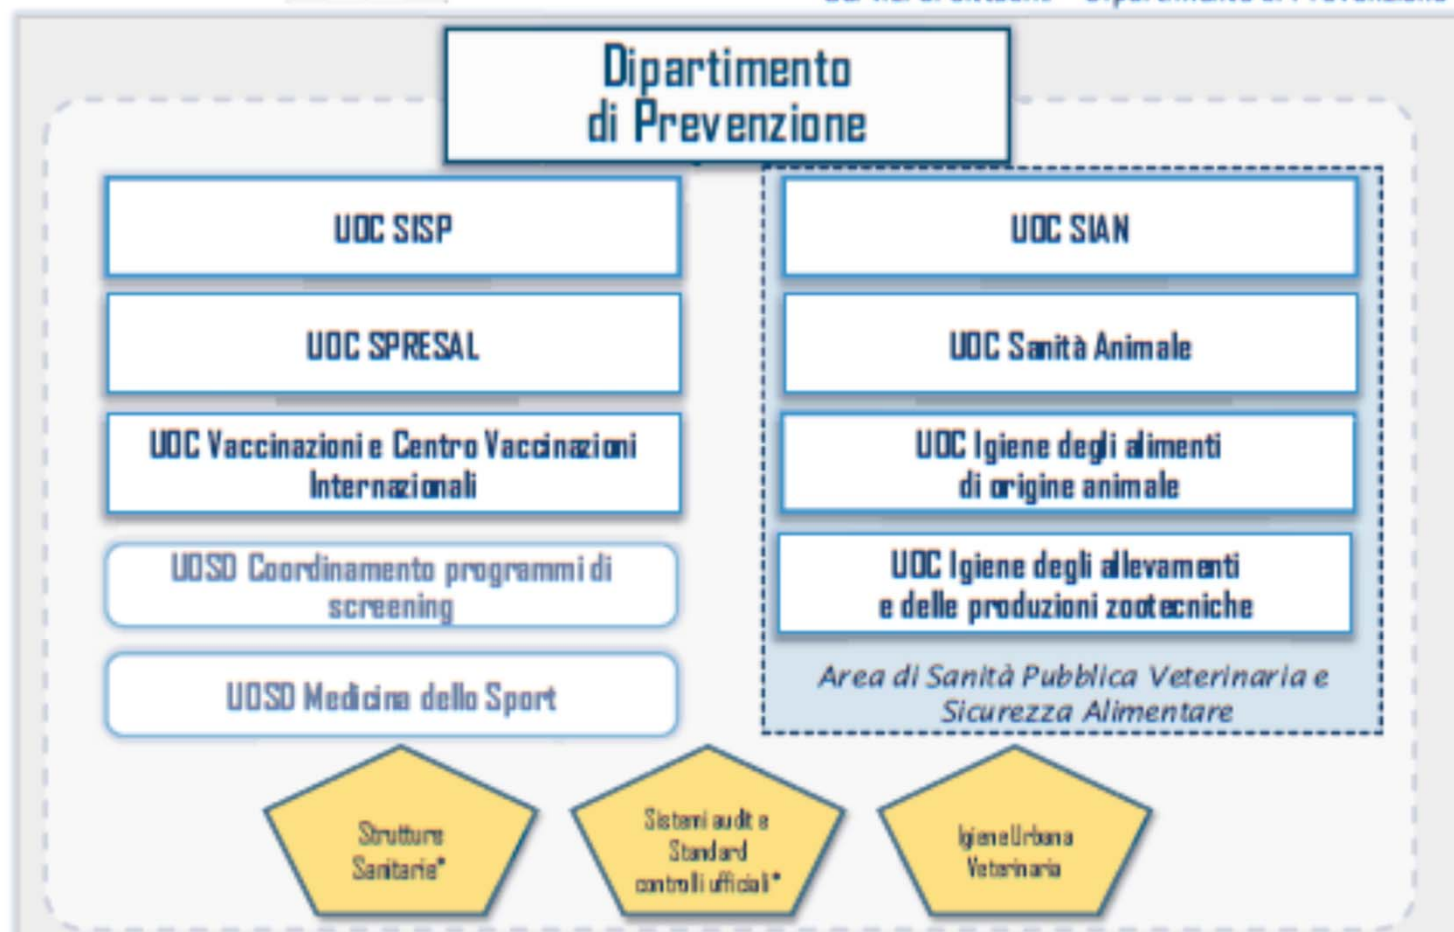 Dipartimento
di Prevenzione
UOC SISP
UOC SPRESAL
UOC Vaccinazioni e Centro Vaccinazioni
Internazionali
UOSD Coordinamento programmi di
screening
UOSD Medicina dello Sport
UOC SIAN
UOC Sanità Animale
UOC Igiene degli alimenti
di origine animale
UOC Igiene degli allevamenti
e delle produzioni zootecniche
Area di Sanità Pubblica Veterinaria e
Sicurezza Alimentare
Strutture
Sanitarie*
Sistemi audit e
Standard
controlli ufficiali*
Igiene Urbana
Veterinaria